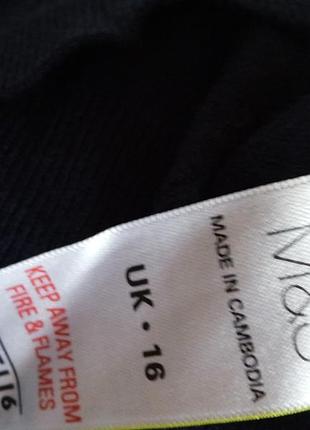 MADE IN CAMBODIA
UK • 16
KEEP AWAY FROM
FIRE & FLAMES